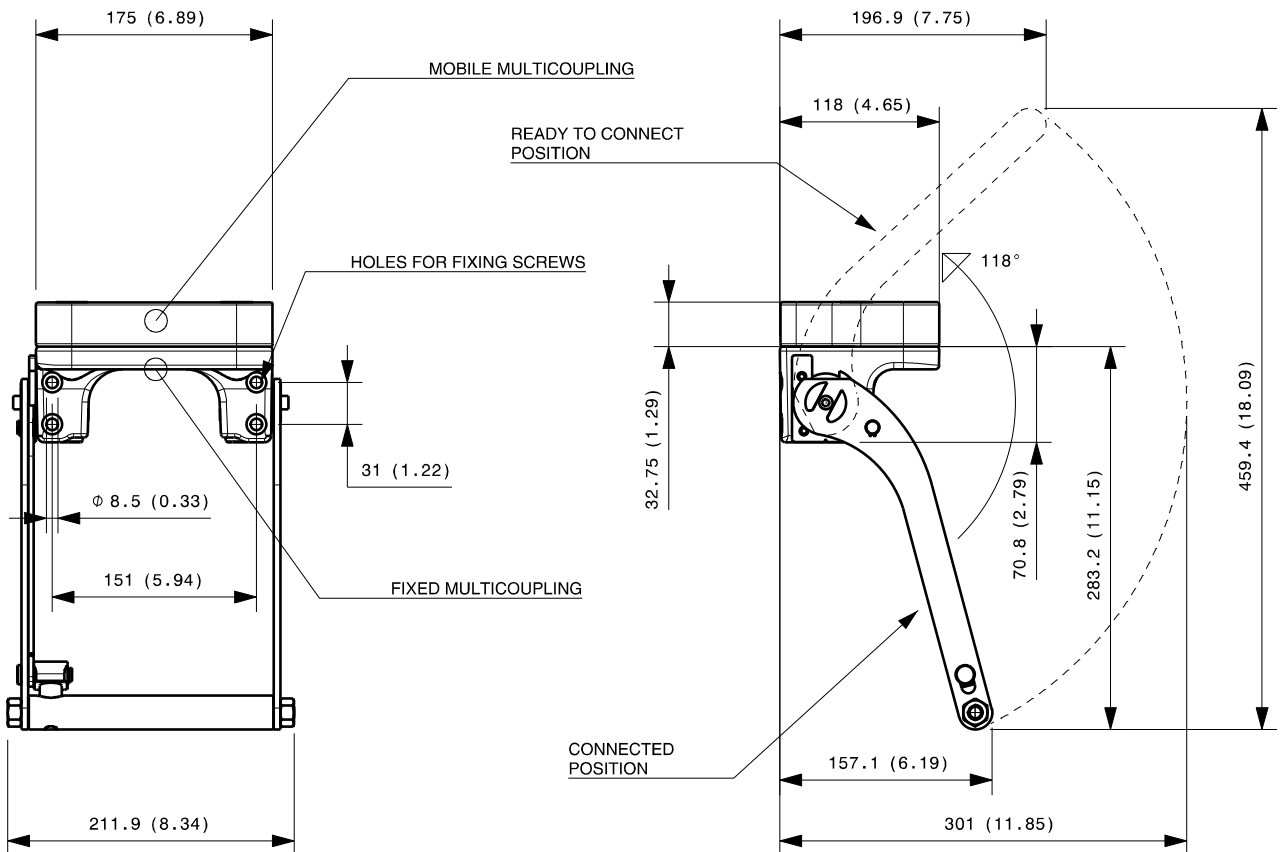 175 (6.89)
196.9 (7.75)
MOBILE MULTICOUPLING
118 (4.65)
READY TO CONNECT
POSITION
HOLES FOR FIXING SCREWS
118°
31 (1.22)
32.75 (1.29)
70.8 (2.79)
283.2 (11.15)
459.4 (18.09)
Φ 8.5 (0.33)
151 (5.94)
FIXED MULTICOUPLING
CONNECTED
POSITION
157.1 (6.19)
211.9 (8.34)
301 (11.85)